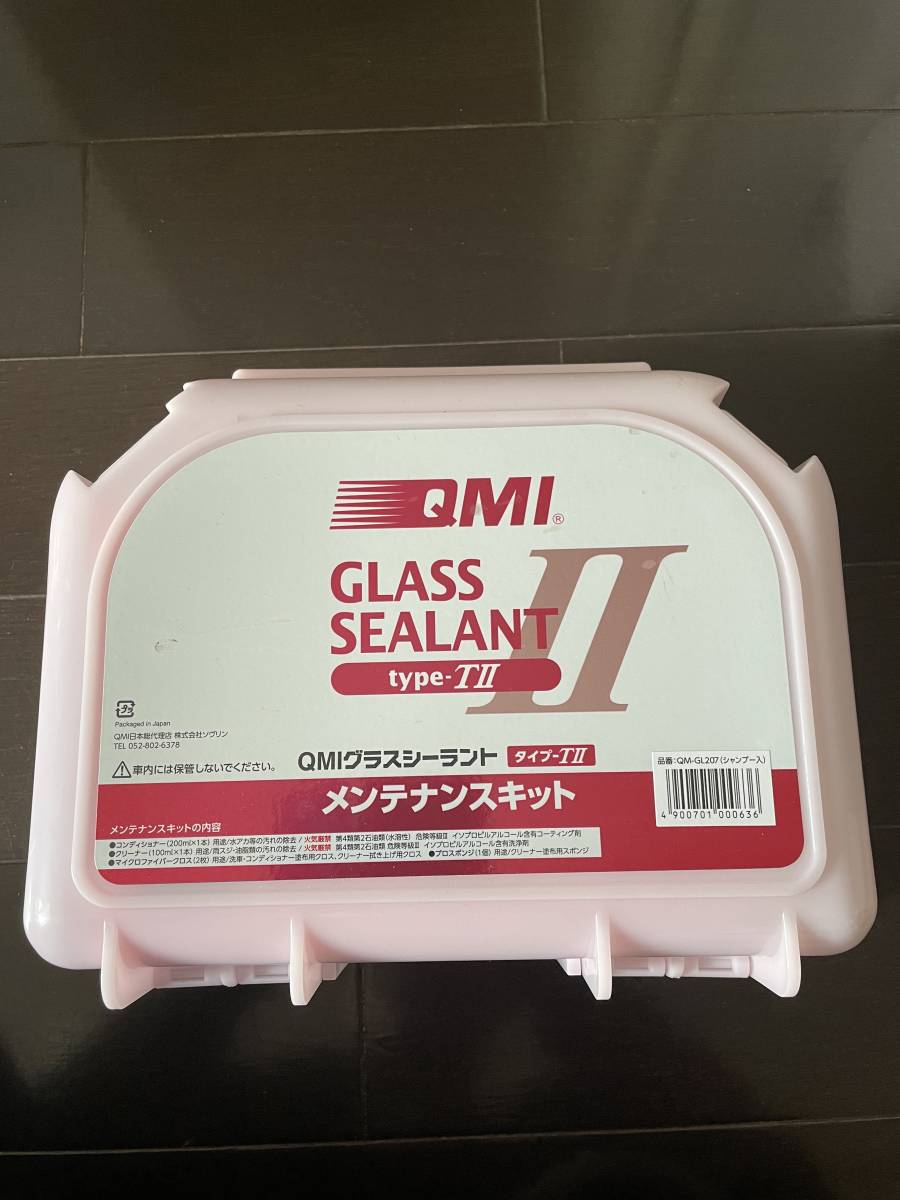 QMI®
GLASS
SEALANT
II
type-TII
プラ
Packaged in Japan
QMI日本総代理店 株式会社ソヴリン
TEL 052-802-6378
⚠車内には保管しないでください。
QMIグラスシーラント タイプ-TII
メンテナンスキット
品番:QM-GL207(シャンプー入)
4 900701 000636
メンテナンスキットの内容
●コンディショナー(200ml×1本) 用途/水アカ等の汚れの除去/火気厳禁 第4類第2石油類(水溶性) 危険等級Ⅲ イソプロピルアルコール含有コーティング剤
●クリーナー(100ml×1本) 用途/雨スジ・油脂類の汚れの除去/火気厳禁 第4類第2石油類 危険等級Ⅲ イソプロピルアルコール含有洗浄剤
●マイクロファイバークロス(2枚) 用途/洗車・コンディショナー塗布用クロス、クリーナー拭き上げ用クロス ●プロスポンジ(1個) 用途/クリーナー塗布用スポンジ